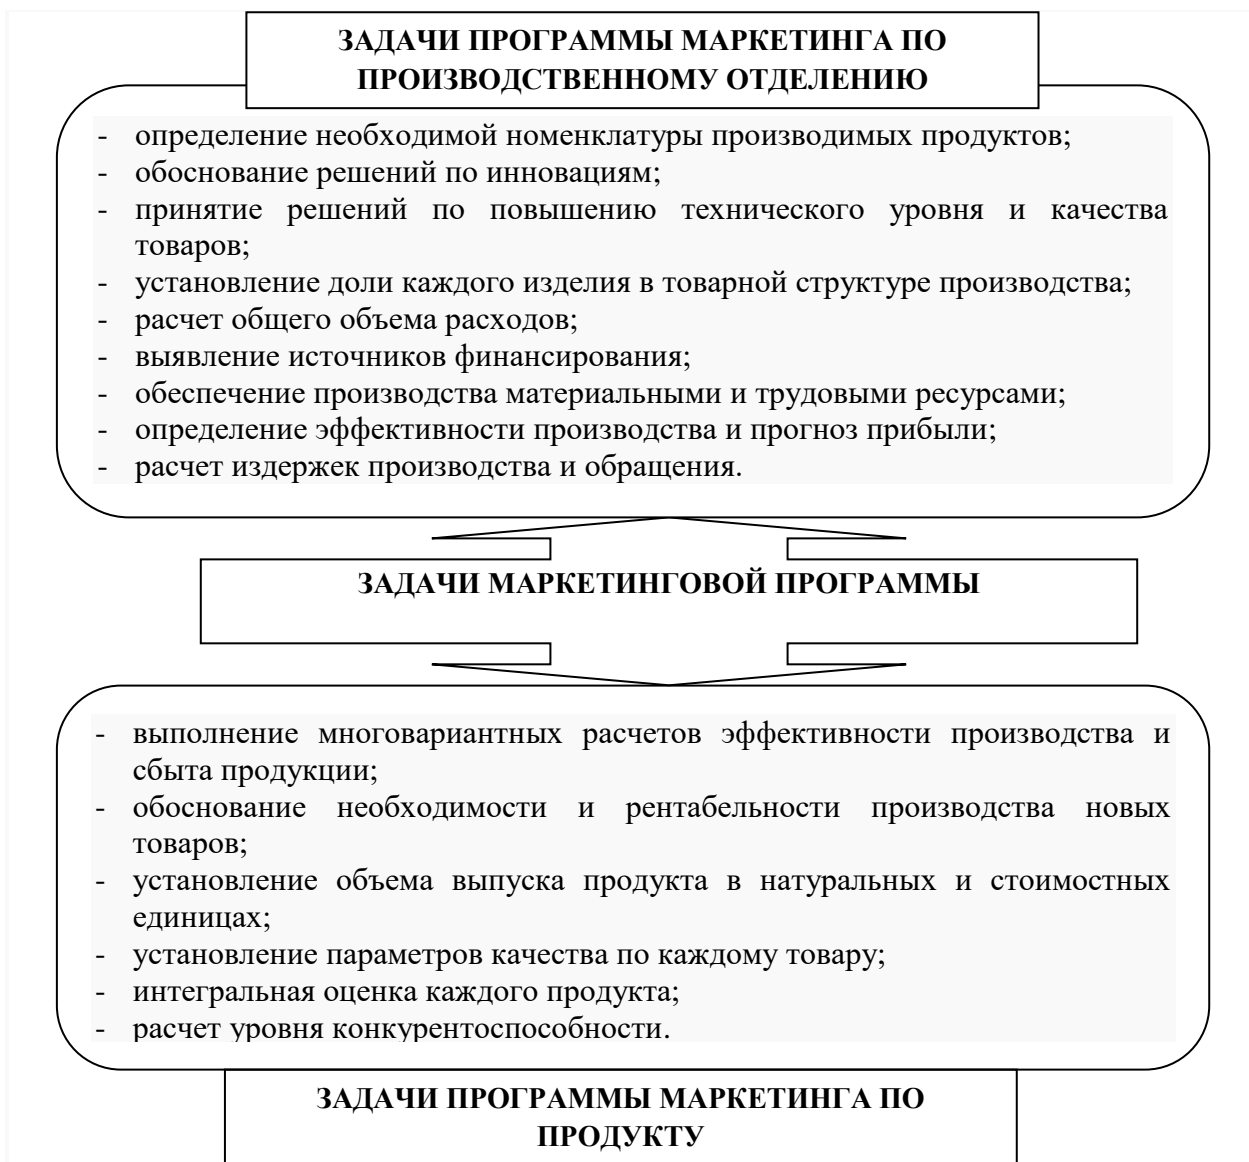 ЗАДАЧИ ПРОГРАММЫ МАРКЕТИНГА ПО
ПРОИЗВОДСТВЕННОМУ ОТДЕЛЕНИЮ
- определение необходимой номенклатуры производимых продуктов;
- обоснование решений по инновациям;
- принятие решений по повышению технического уровня и качества
товаров;
- установление доли каждого изделия в товарной структуре производства;
- расчет общего объема расходов;
- выявление источников финансирования;
- обеспечение производства материальными и трудовыми ресурсами;
- определение эффективности производства и прогноз прибыли;
- расчет издержек производства и обращения.
ЗАДАЧИ МАРКЕТИНГОВОЙ ПРОГРАММЫ
- выполнение многовариантных расчетов эффективности производства и
сбыта продукции;
- обоснование необходимости и рентабельности производства новых
товаров;
- установление объема выпуска продукта в натуральных и стоимостных
единицах;
- установление параметров качества по каждому товару;
- интегральная оценка каждого продукта;
- расчет уровня конкурентоспособности.
ЗАДАЧИ ПРОГРАММЫ МАРКЕТИНГА ПО
ПРОДУКТУ